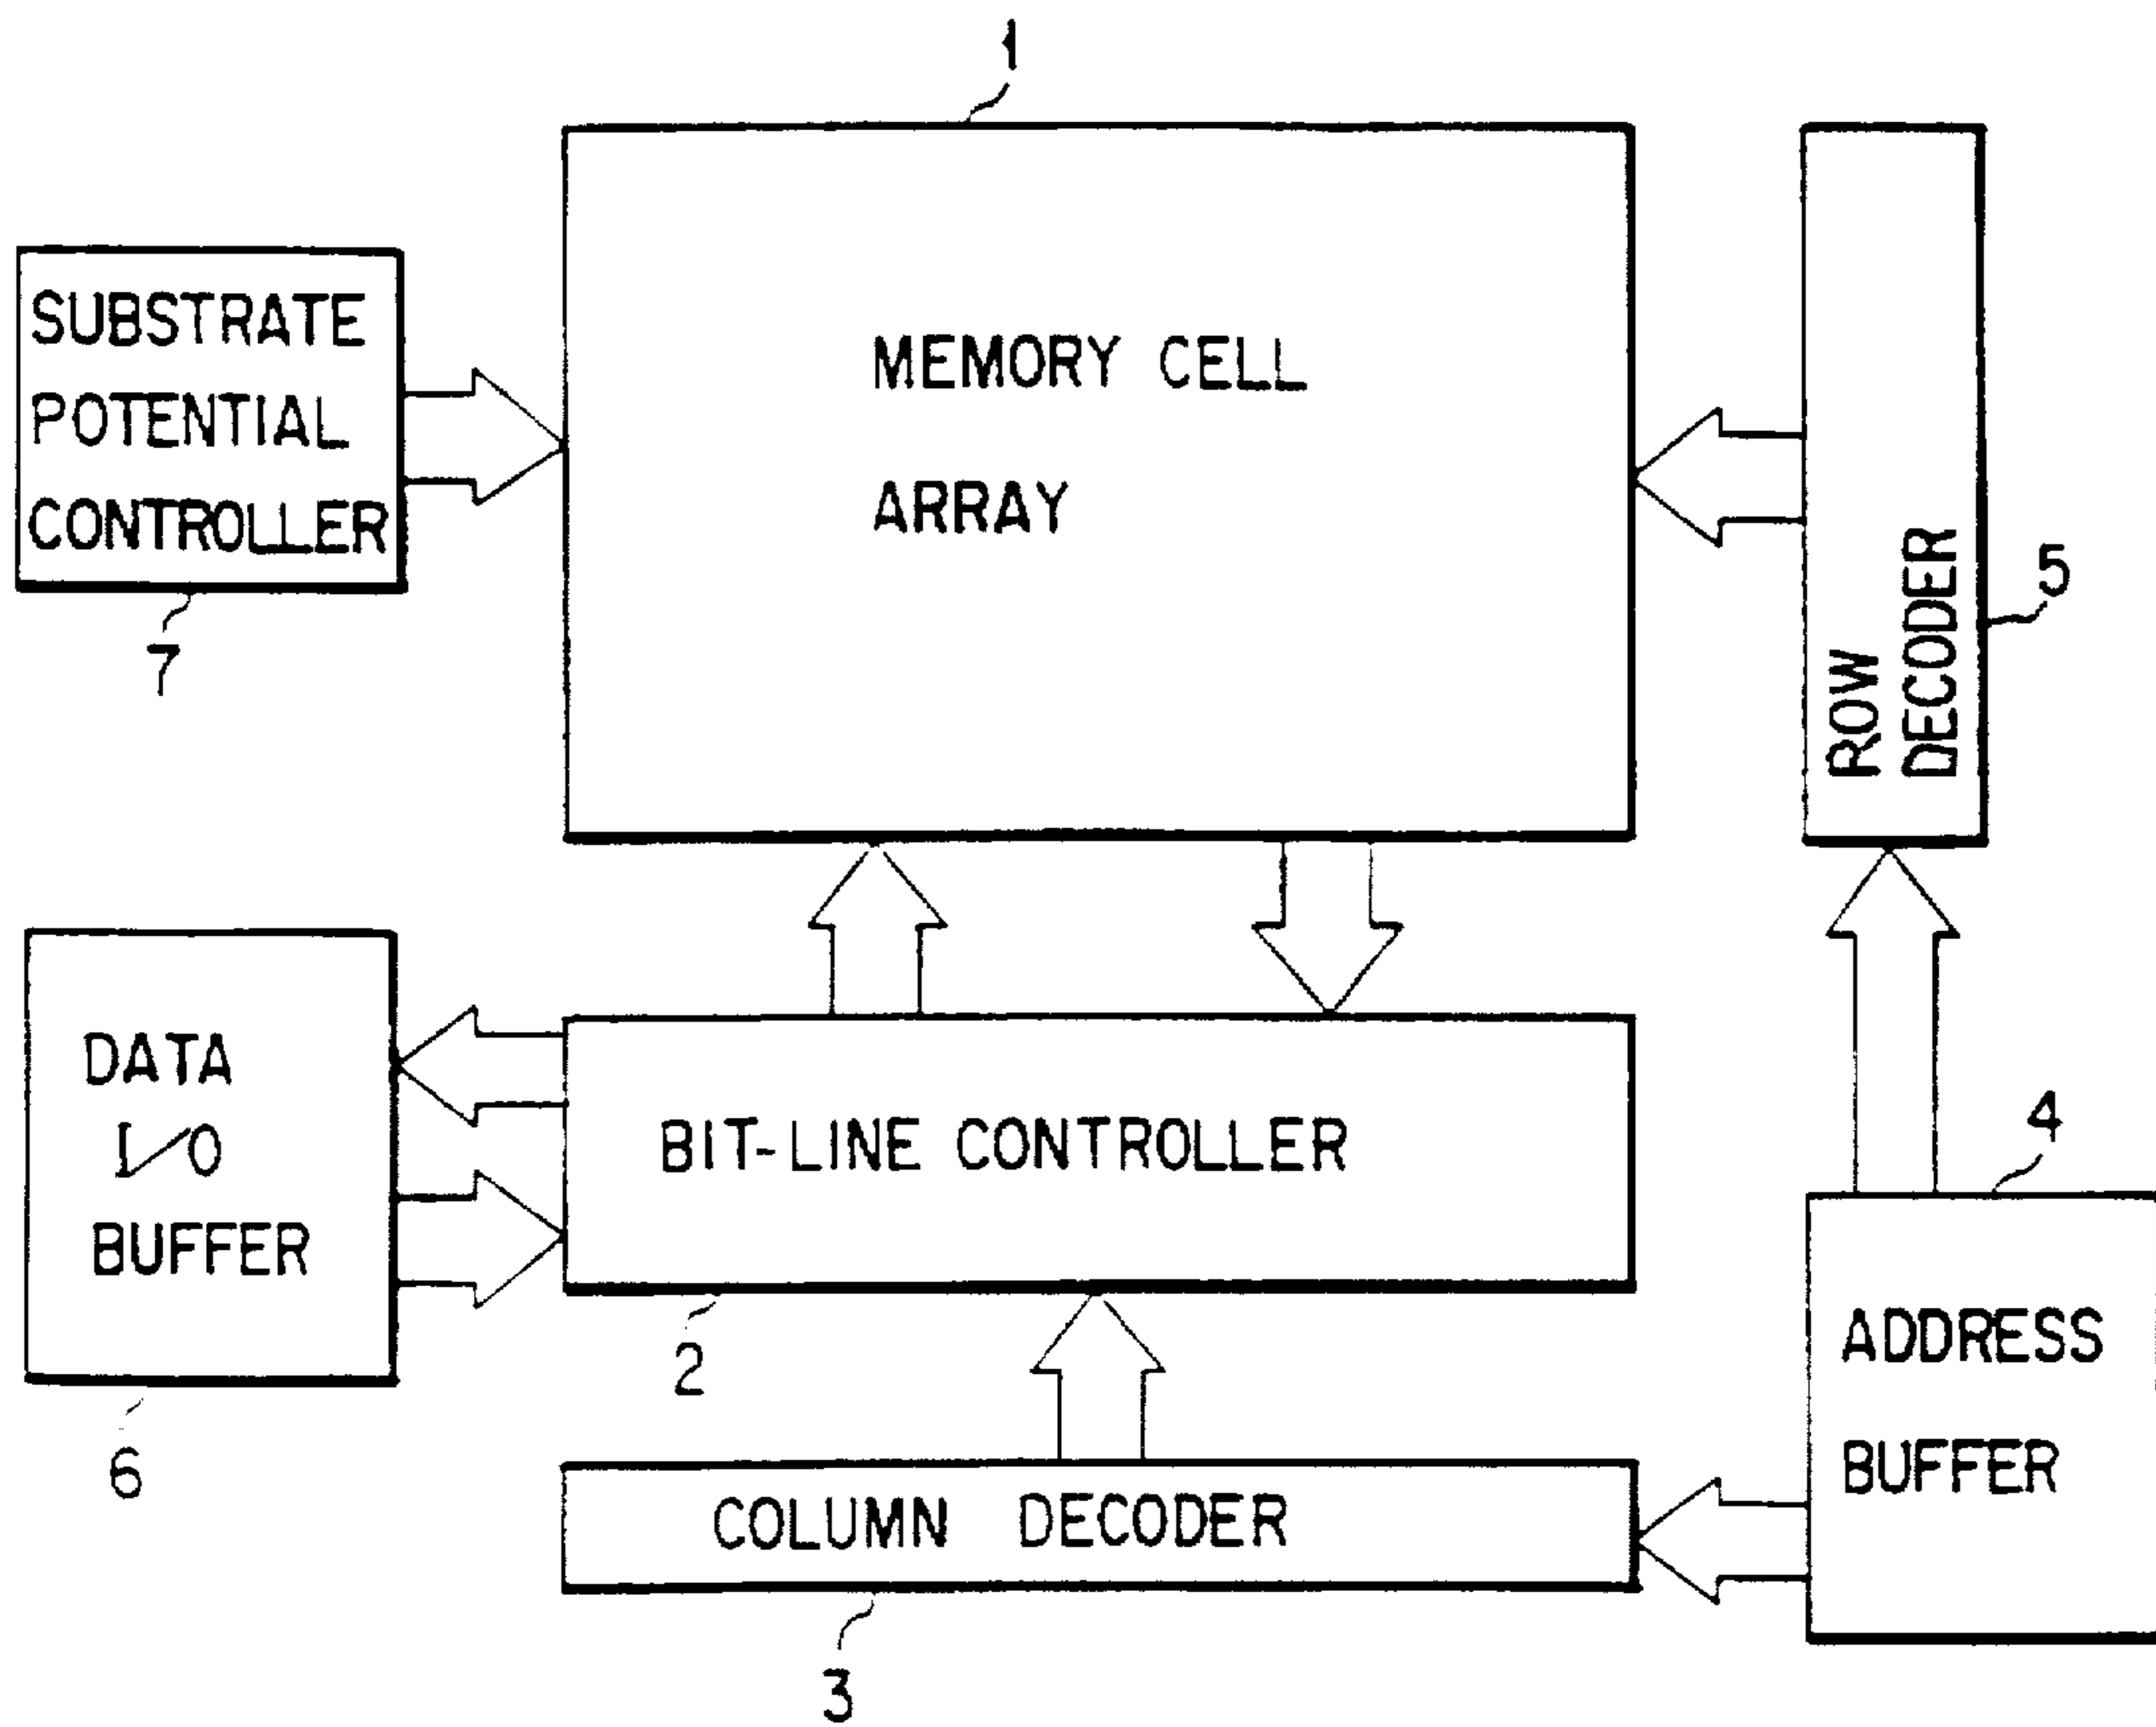 1
SUBSTRATE
POTENTIAL
CONTROLLER
7
MEMORY CELL
ARRAY
ROW
DECODER
5
DATA
I/O
BUFFER
6
BIT-LINE CONTROLLER
2
4
ADDRESS
BUFFER
COLUMN DECODER
3